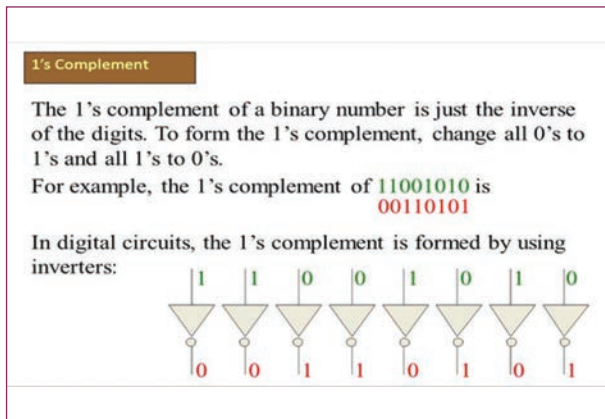 1’s Complement
The 1’s complement of a binary number is just the inverse
of the digits. To form the 1’s complement, change all 0’s to
1’s and all 1’s to 0’s.
For example, the 1’s complement of 11001010 is
00110101
In digital circuits, the 1’s complement is formed by using
inverters:
1 1 0 0 1 0 1 0
0 0 1 1 0 1 0 1